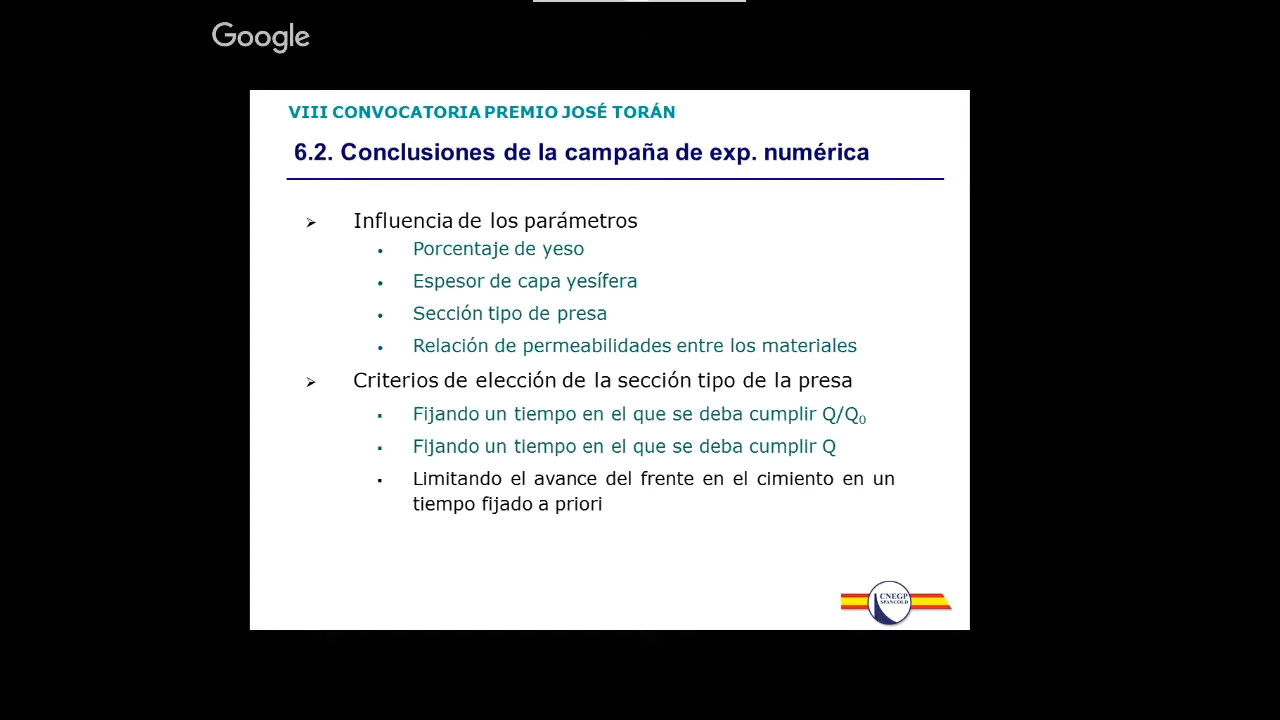 Google
VIII CONVOCATORIA PREMIO JOSÉ TORÁN
6.2. Conclusiones de la campaña de exp. numérica
Influencia de los parámetros
Porcentaje de yeso
Espesor de capa yesífera
Sección tipo de presa
Relación de permeabilidades entre los materiales
Criterios de elección de la sección tipo de la presa
Fijando un tiempo en el que se deba cumplir Q/Q₀
Fijando un tiempo en el que se deba cumplir Q
Limitando el avance del frente en el cimiento en un
tiempo fijado a priori
CNEGP
SPANCOLD